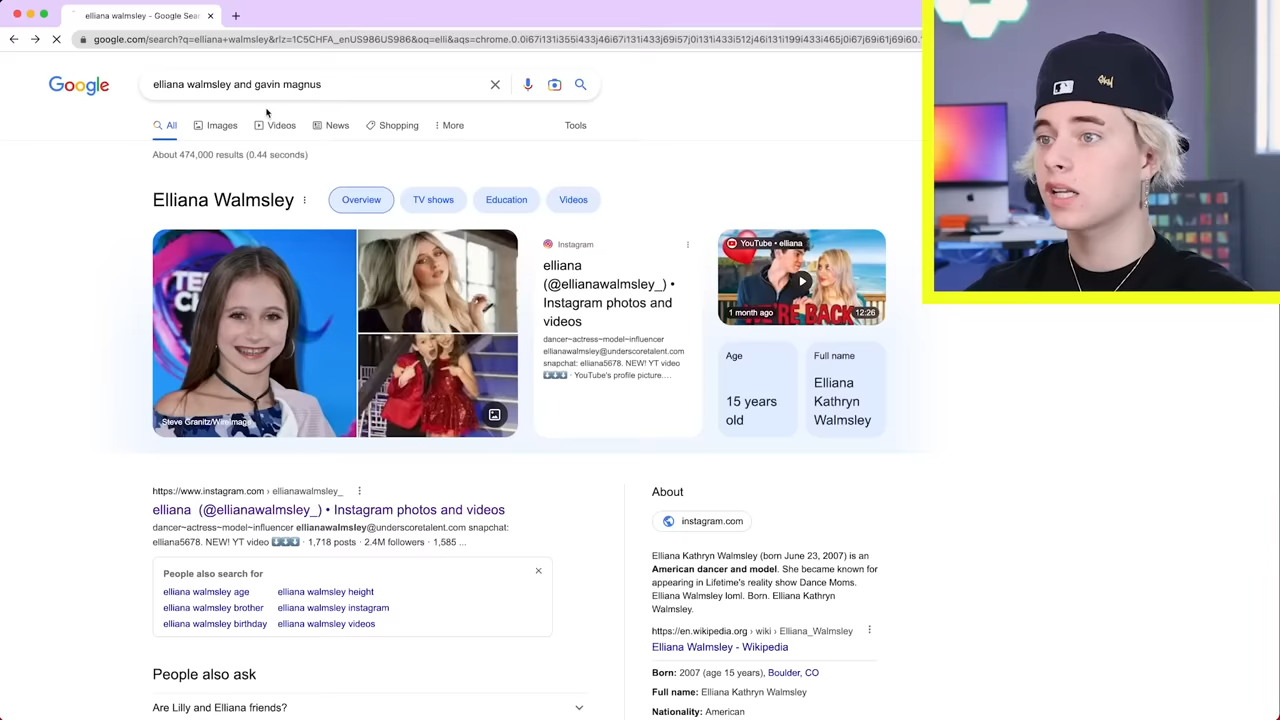 elliana walmsley - Google Sear
google.com/search?q=elliana+walmsley&rlz=1C5CHFA_enUS986US986&oq=elli&aqs=chrome.0.0i67i131i355i433j46i67i131i433j69i57j0i131i433i512j46i131i199i433i465j0i67j69i61j69i60.
Google
elliana walmsley and gavin magnus
All
Images
Videos
News
Shopping
More
Tools
About 474,000 results (0.44 seconds)
Elliana Walmsley
Overview
TV shows
Education
Videos
Steve Granitz/WireImage
Instagram
elliana
(@ellianawalmsley_) •
Instagram photos and
videos
dancer~actress~model~influencer
ellianawalmsley@underscoretalent.com
snapchat: elliana5678. NEW! YT video
⬇️⬇️⬇️ · YouTube's profile picture....
YouTube • elliana
WE'RE BACK
1 month ago
12:26
Age
15 years
old
Full name
Elliana
Kathryn
Walmsley
https://www.instagram.com › ellianawalmsley_
elliana (@ellianawalmsley_) • Instagram photos and videos
dancer~actress~model~influencer ellianawalmsley@underscoretalent.com snapchat:
elliana5678. NEW! YT video ⬇️⬇️⬇️ · 1,718 posts · 2.4M followers · 1,585 ...
People also search for
elliana walmsley age
elliana walmsley height
elliana walmsley brother
elliana walmsley instagram
elliana walmsley birthday
elliana walmsley videos
People also ask
Are Lilly and Elliana friends?
About
instagram.com
Elliana Kathryn Walmsley (born June 23, 2007) is an
American dancer and model. She became known for
appearing in Lifetime's reality show Dance Moms.
Elliana Walmsley loml. Born. Elliana Kathryn
Walmsley.
https://en.wikipedia.org › wiki › Elliana_Walmsley
Elliana Walmsley - Wikipedia
Born: 2007 (age 15 years), Boulder, CO
Full name: Elliana Kathryn Walmsley
Nationality: American